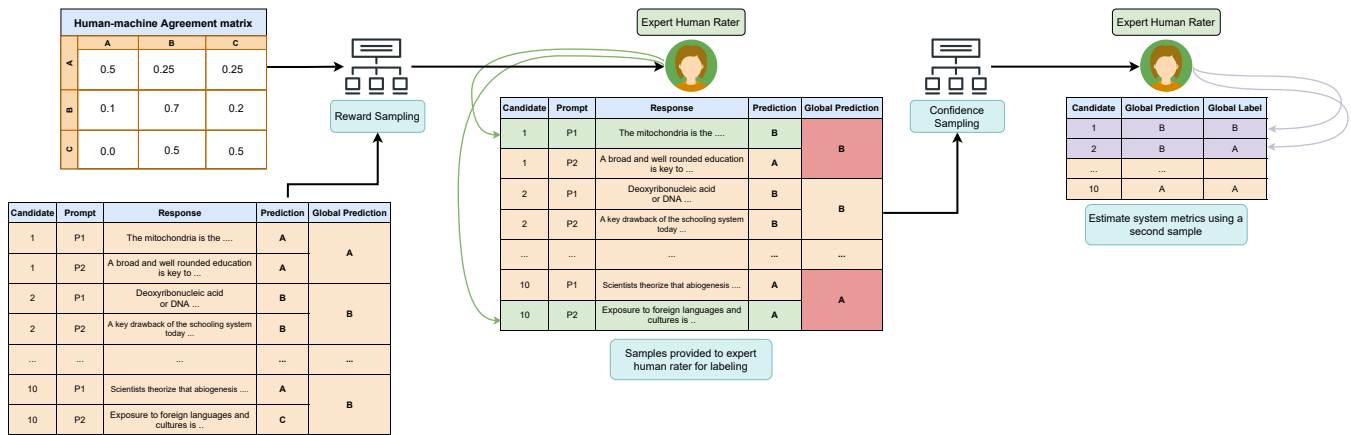 Human-machine Agreement matrix
A B C
A 0.5 0.25 0.25
B 0.1 0.7 0.2
C 0.0 0.5 0.5
Reward Sampling
Candidate Prompt Response Prediction Global Prediction
1 P1 The mitochondria is the .... A
A
1 P2 A broad and well rounded education
is key to ... A
2 P1 Deoxyribonucleic acid
or DNA ... B
B
2 P2 A key drawback of the schooling system
today ... B
... ... ... ... ...
10 P1 Scientists theorize that abiogenesis .... A
B
10 P2 Exposure to foreign languages and
cultures is .. C
Expert Human Rater
Candidate Prompt Response Prediction Global Prediction
1 P1 The mitochondria is the .... B
B
1 P2 A broad and well rounded education
is key to ... A
2 P1 Deoxyribonucleic acid
or DNA ... B
B
2 P2 A key drawback of the schooling system
today ... B
... ... ... ... ...
10 P1 Scientists theorize that abiogenesis .... A
A
10 P2 Exposure to foreign languages and
cultures is .. A
Samples provided to expert
human rater for labeling
Confidence
Sampling
Expert Human Rater
Candidate Global Prediction Global Label
1 B B
2 B A
... ...
10 A A
Estimate system metrics using a
second sample